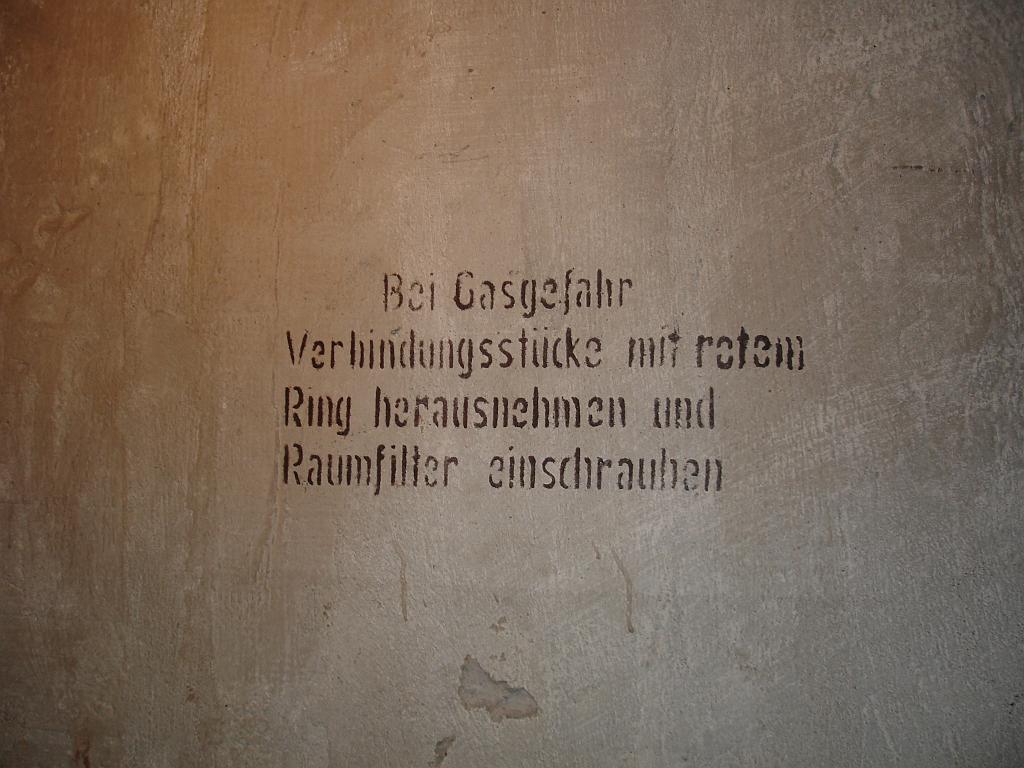 Bei Gasgefahr
Verbindungsstücke mit rotem
Ring herausnehmen und
Raumfilter einschrauben